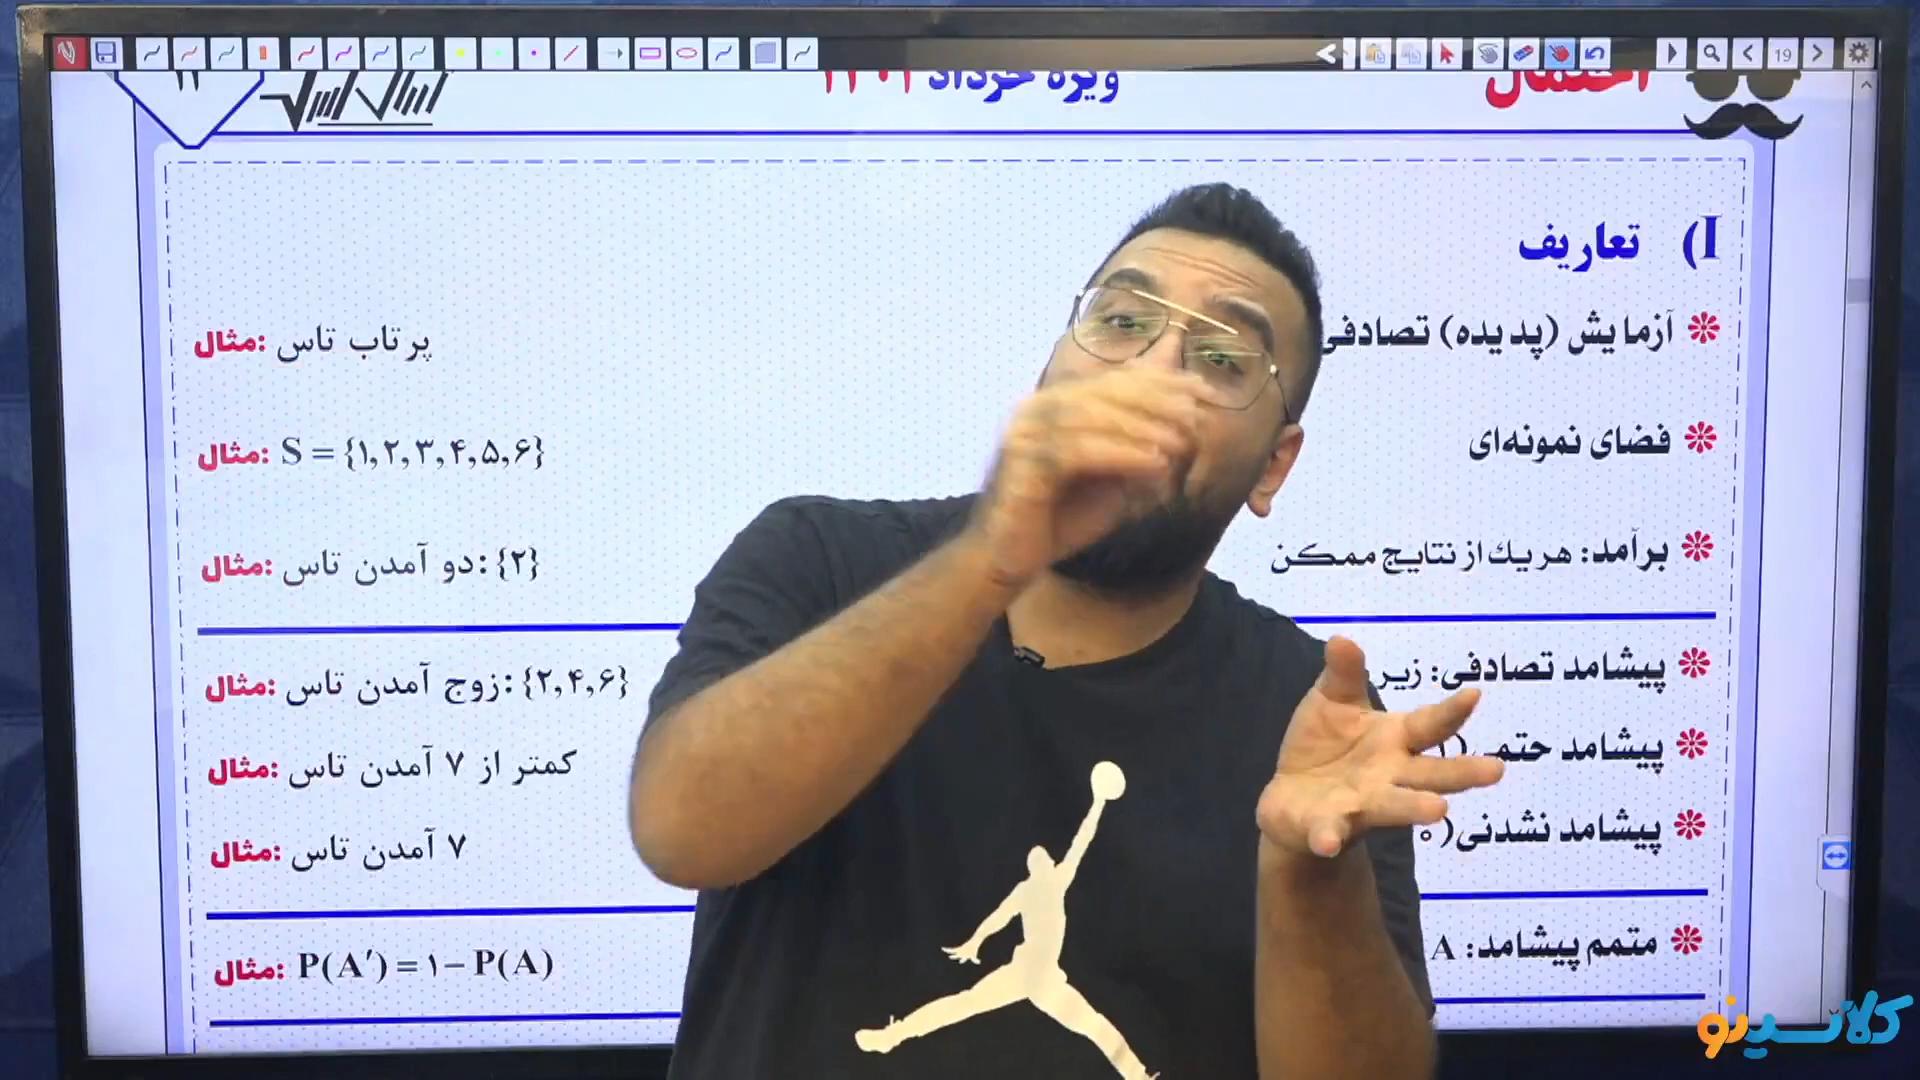 19
احتمال
ویژه خرداد ۱۴۰۲
I) تعاریف
آزمایش (پدیده) تصادفی
مثال: پرتاب تاس
فضای نمونه‌ای
مثال: S = {۱,۲,۳,۴,۵,۶}
برآمد: هر یك از نتایج ممکن
مثال: دو آمدن تاس :{۲}
پیشامد تصادفی: زیر
مثال: زوج آمدن تاس :{۲,۴,۶}
پیشامد حتمی(
مثال: کمتر از ۷ آمدن تاس
پیشامد نشدنی(
مثال: ۷ آمدن تاس
متمم پیشامد: A
مثال: P(A′) = ۱ − P(A)
کلاسینو